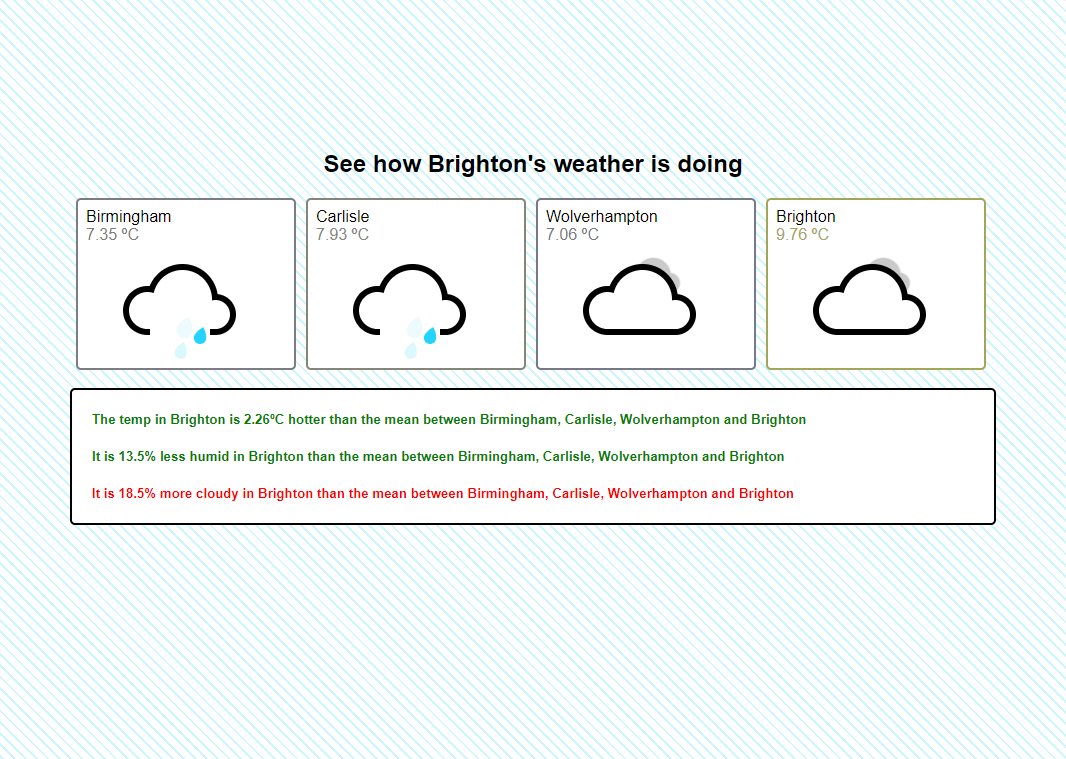 See how Brighton's weather is doing
Birmingham
7.35 ºC
Carlisle
7.93 ºC
Wolverhampton
7.06 ºC
Brighton
9.76 ºC
The temp in Brighton is 2.26ºC hotter than the mean between Birmingham, Carlisle, Wolverhampton and Brighton
It is 13.5% less humid in Brighton than the mean between Birmingham, Carlisle, Wolverhampton and Brighton
It is 18.5% more cloudy in Brighton than the mean between Birmingham, Carlisle, Wolverhampton and Brighton